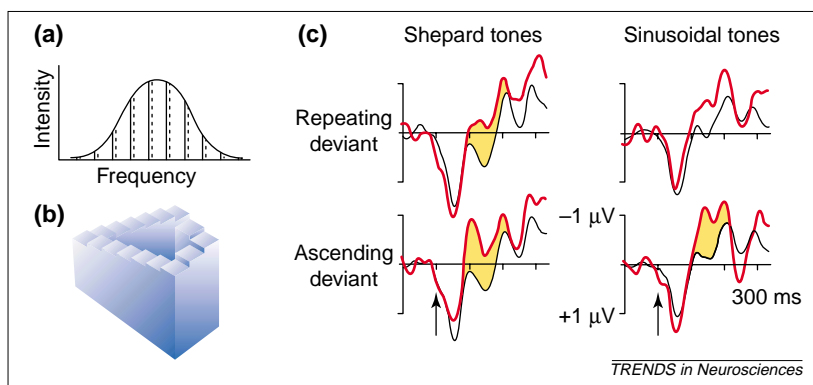 (a)
Intensity
Frequency
(b)
(c)
Shepard tones
Sinusoidal tones
Repeating
deviant
Ascending
deviant
–1 μV
+1 μV
300 ms
TRENDS in Neurosciences